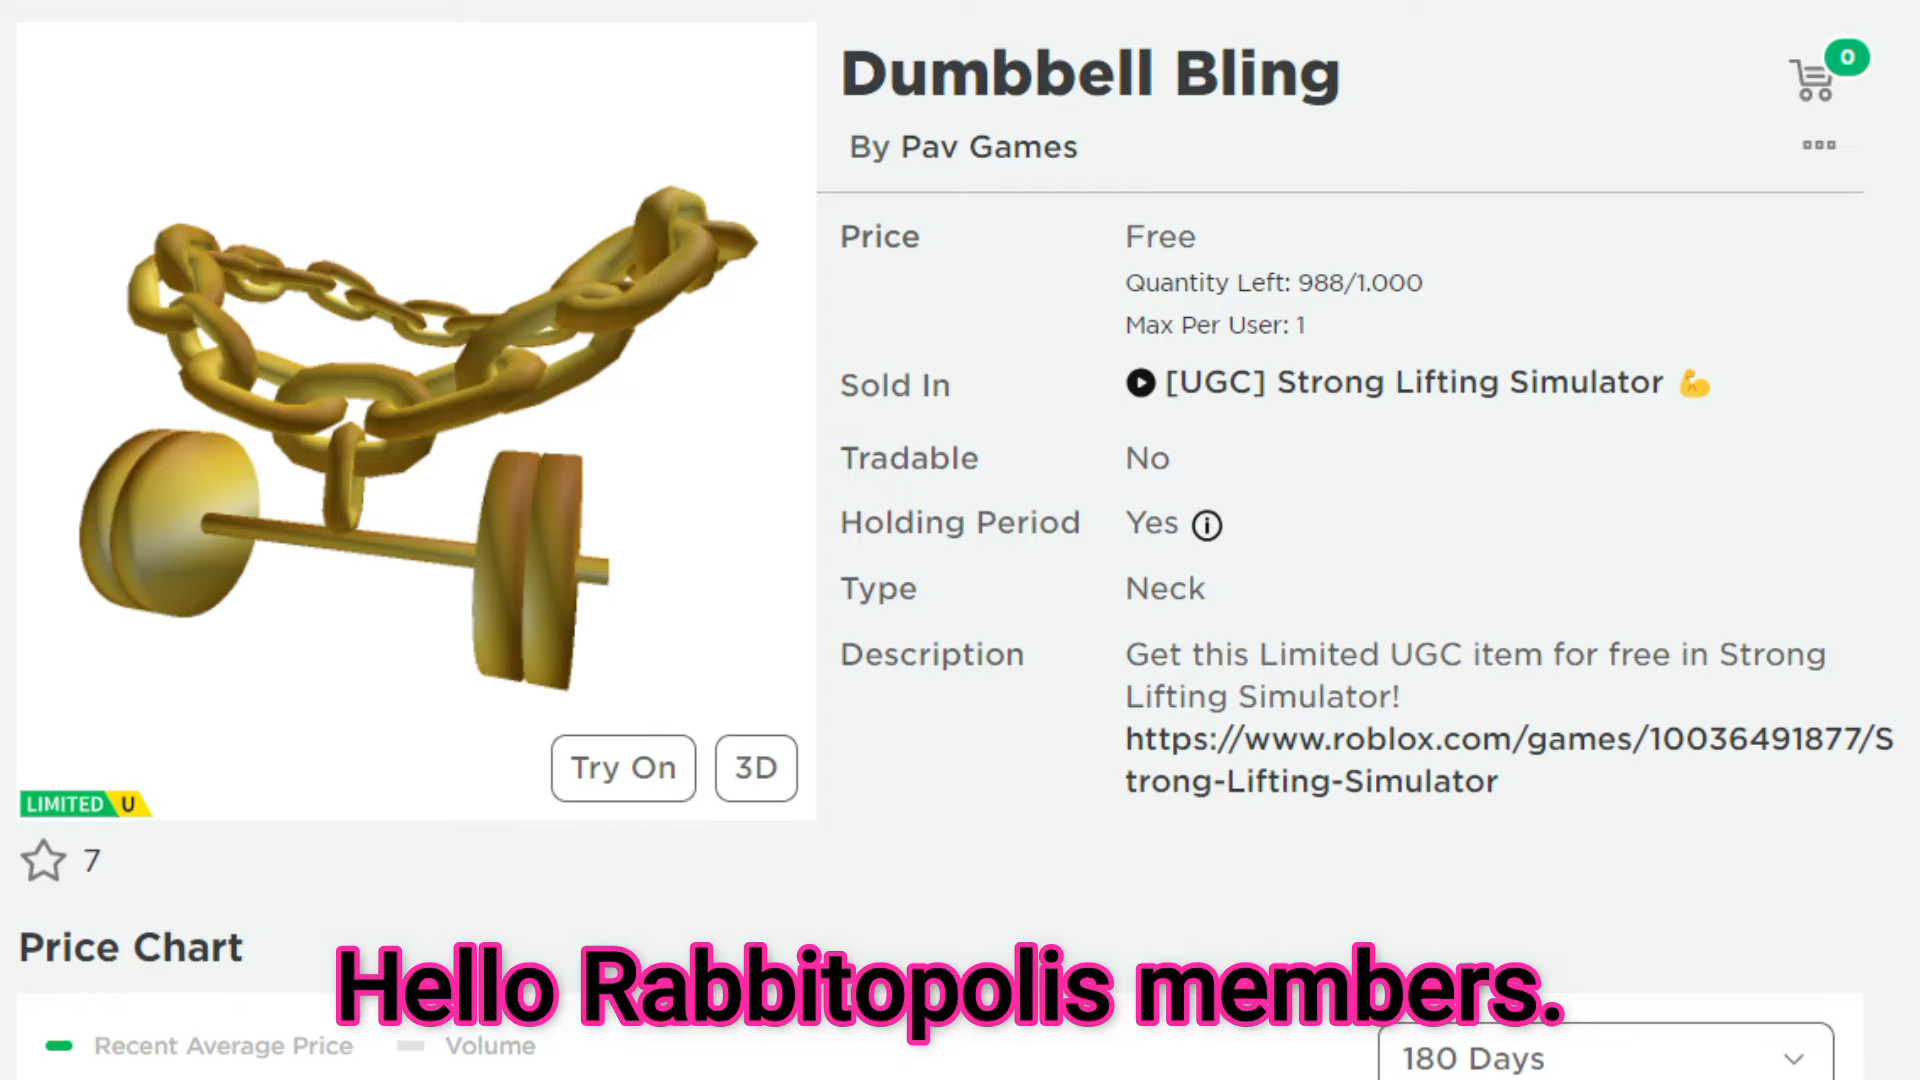 Dumbbell Bling
0
By Pav Games
Price Free
Quantity Left: 988/1.000
Max Per User: 1
Sold In [UGC] Strong Lifting Simulator 💪
Tradable No
Holding Period Yes
Type Neck
Description Get this Limited UGC item for free in Strong
Lifting Simulator!
https://www.roblox.com/games/10036491877/S
trong-Lifting-Simulator
Try On 3D
LIMITED U
7
Price Chart
Hello Rabbitopolis members.
Recent Average Price Volume
180 Days